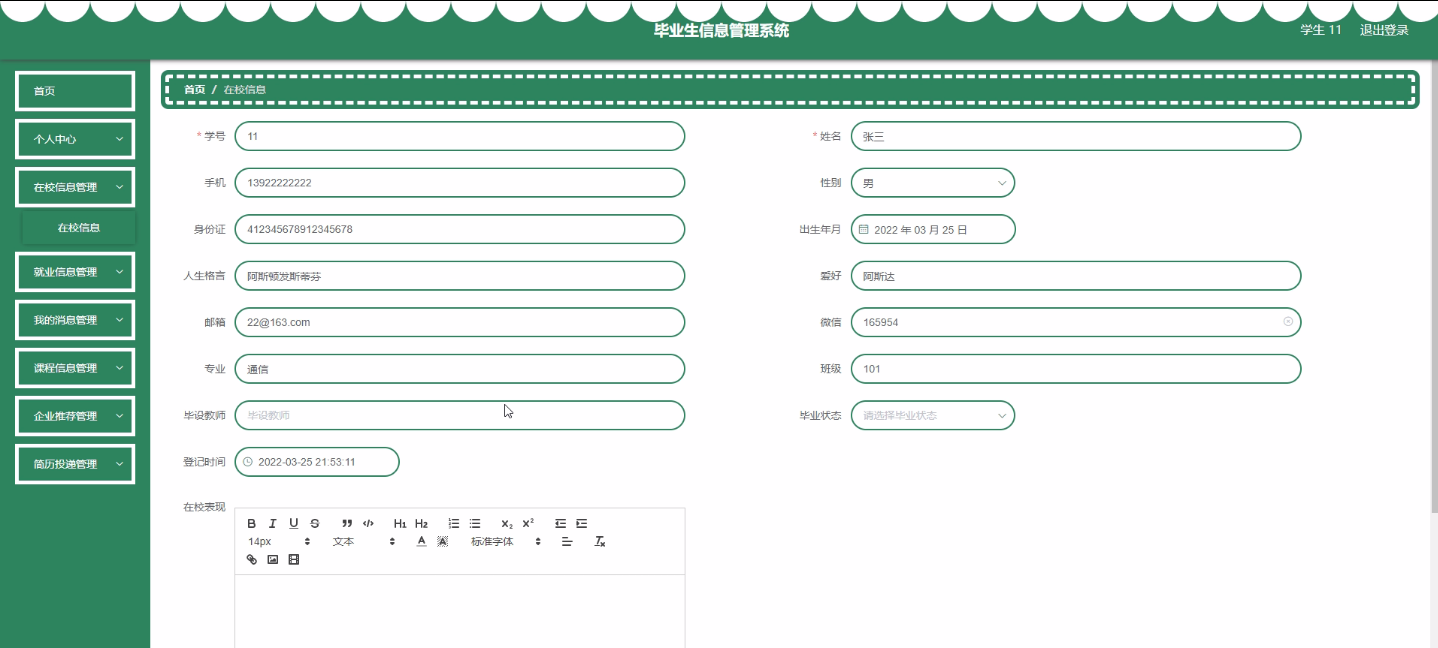 毕业生信息管理系统
学生 11 退出登录
首页
个人中心
在校信息管理
在校信息
就业信息管理
我的消息管理
课程信息管理
企业推荐管理
简历投递管理
首页 / 在校信息
* 学号 11 * 姓名 张三
手机 13922222222 性别 男
身份证 412345678912345678 出生年月 2022 年 03 月 25 日
人生格言 阿斯顿发斯蒂芬 爱好 阿斯达
邮箱 22@163.com 微信 165954
专业 通信 班级 101
毕设教师 毕设教师 毕业状态 请选择毕业状态
登记时间 2022-03-25 21:53:11
在校表现
B I U S ” </> H1 H2 X₂ X²
14px 文本 A A 标准字体 Tx